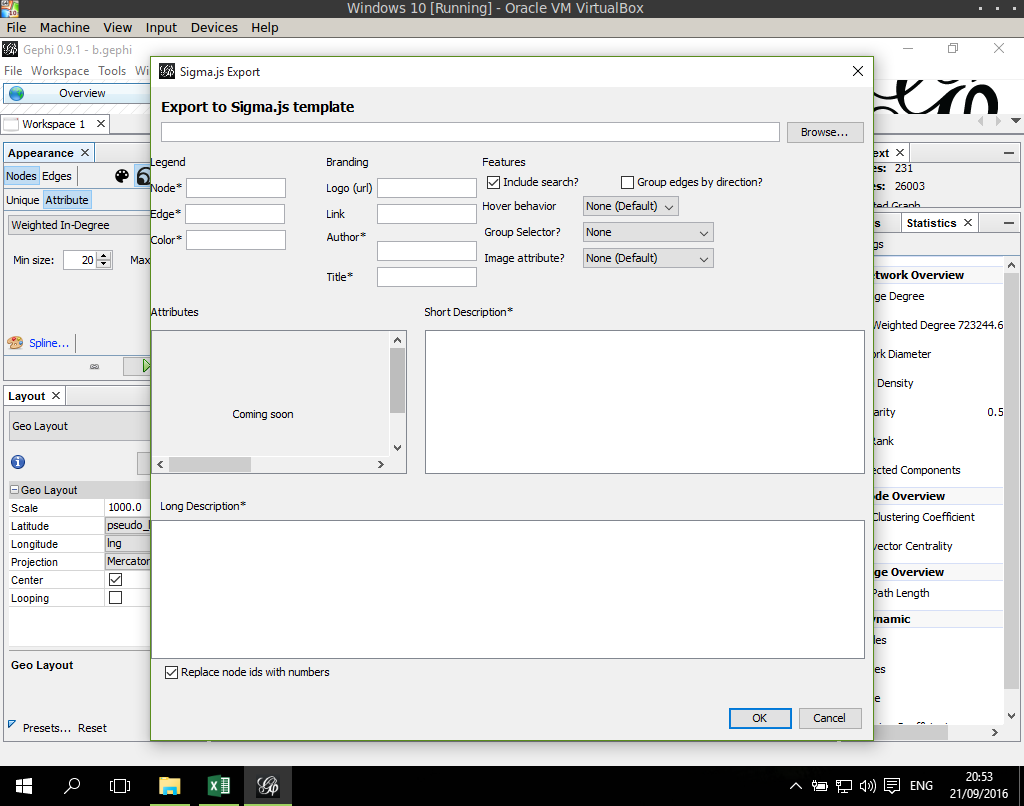 Windows 10 [Running] - Oracle VM VirtualBox
File Machine View Input Devices Help
Gephi 0.9.1 - b.gephi
File Workspace Tools Wi
Overview
Workspace 1
Appearance
Nodes Edges
Unique Attribute
Weighted In-Degree
Min size: 20 Max
Spline...
Layout
Geo Layout
Geo Layout
Scale 1000.0
Latitude pseudo_l
Longitude lng
Projection Mercator
Center
Looping
Geo Layout
Presets... Reset
Sigma.js Export
Export to Sigma.js template
Browse...
Legend Branding Features
Node* Logo (url) Include search? Group edges by direction?
Edge* Link Hover behavior None (Default)
Color* Author* Group Selector? None
Title* Image attribute? None (Default)
Attributes Short Description*
Coming soon
Long Description*
Replace node ids with numbers
OK Cancel
ext
es: 231
es: 26003
cted Graph
s Statistics
gs
twork Overview
ge Degree
Weighted Degree 723244.6
ork Diameter
Density
arity 0.5
Rank
ected Components
de Overview
Clustering Coefficient
vector Centrality
ge Overview
Path Length
namic
les
es
e
ENG
20:53
21/09/2016